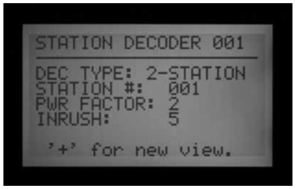 STATION DECODER 001
DEC TYPE: 2-STATION
STATION #: 001
PWR FACTOR: 2
INRUSH: 5
'+' for new view.